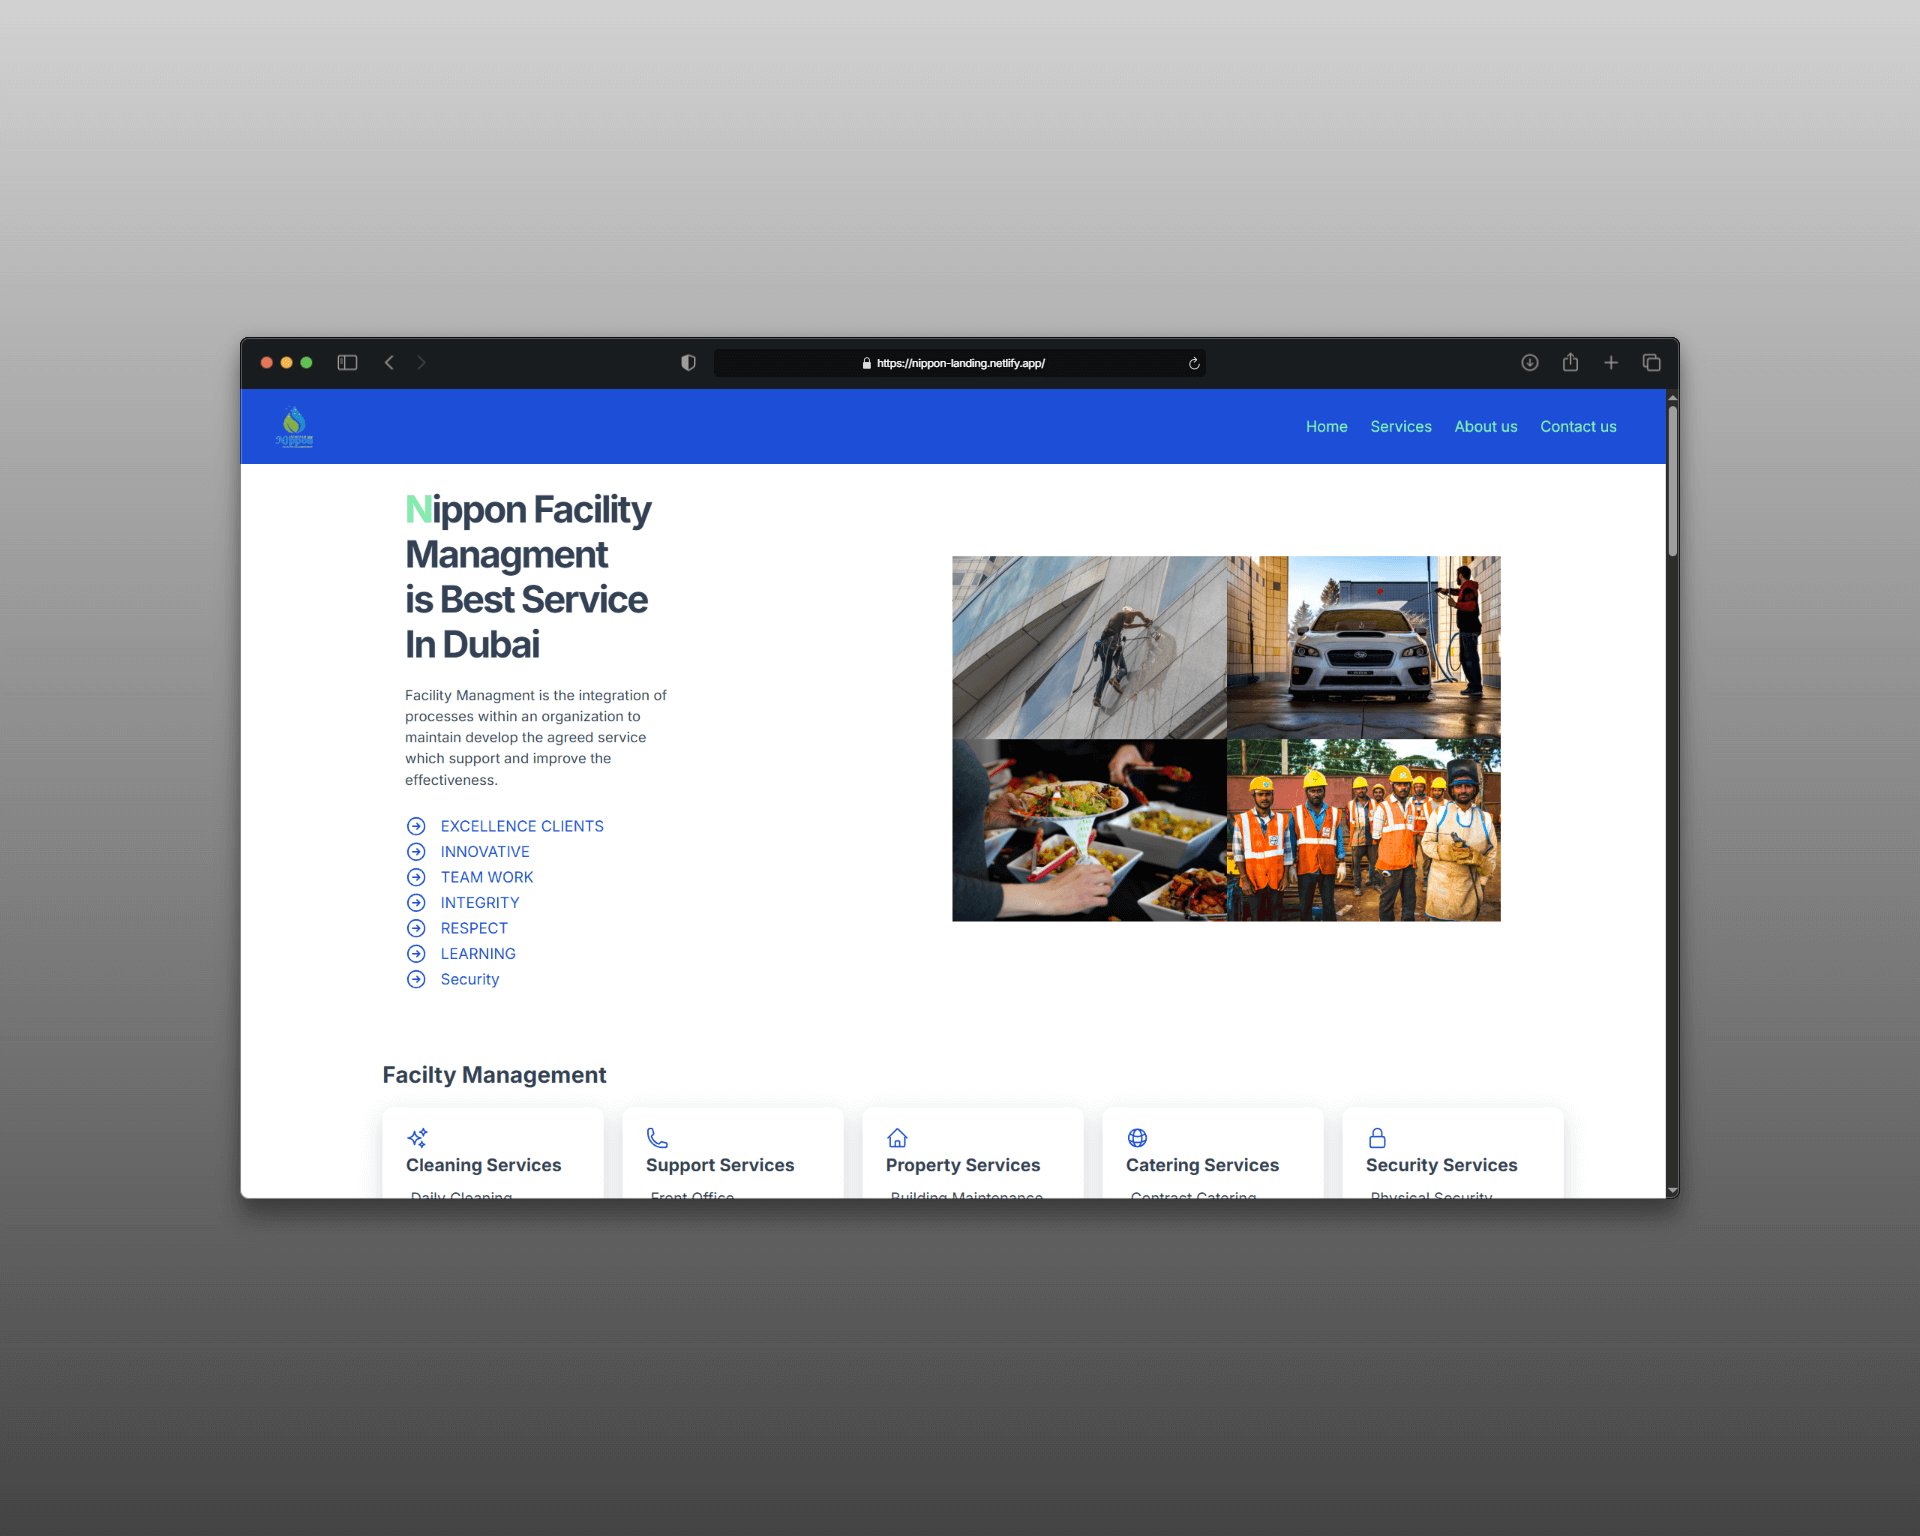 https://nippon-landing.netlify.app/
Nippon
Home Services About us Contact us
Nippon Facility
Managment
is Best Service
In Dubai
Facility Managment is the integration of
processes within an organization to
maintain develop the agreed service
which support and improve the
effectiveness.
EXCELLENCE CLIENTS
INNOVATIVE
TEAM WORK
INTEGRITY
RESPECT
LEARNING
Security
Facilty Management
Cleaning Services
Daily Cleaning
Support Services
Front Office
Property Services
Building Maintenance
Catering Services
Contract Catering
Security Services
Physical Security